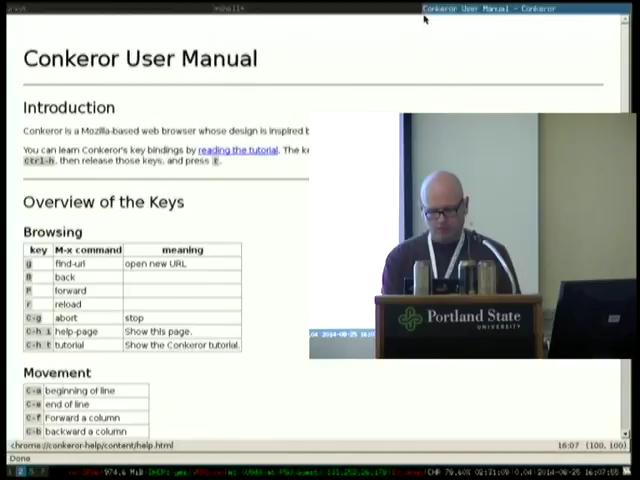 Conkeror User Manual - Conkeror
Conkeror User Manual
Introduction
Conkeror is a Mozilla-based web browser whose design is inspired b
You can learn Conkeror's key bindings by reading the tutorial. The ke
Ctrl-h, then release those keys, and press t.
Overview of the Keys
Browsing
key M-x command meaning
g find-url open new URL
B back
F forward
r reload
C-g abort stop
C-h i help-page Show this page.
C-h t tutorial Show the Conkeror tutorial.
Movement
C-a beginning of line
C-e end of line
C-f Forward a column
C-b backward a column
Portland State
UNIVERSITY
chrome://conkeror-help/content/help.html 16:07 (100, 100)
Done